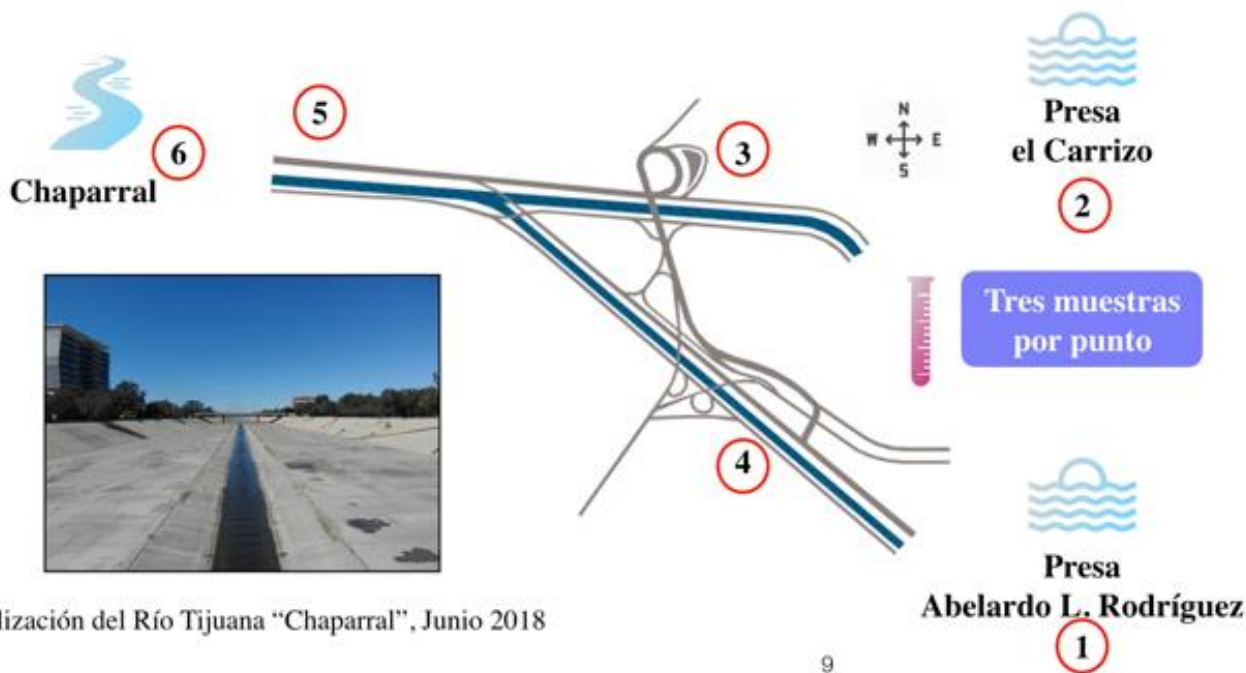 5
3
N
W E
S
Presa
el Carrizo
2
6
Chaparral
Tres muestras
por punto
4
Presa
Abelardo L. Rodríguez
1
lización del Río Tijuana “Chaparral”, Junio 2018
9